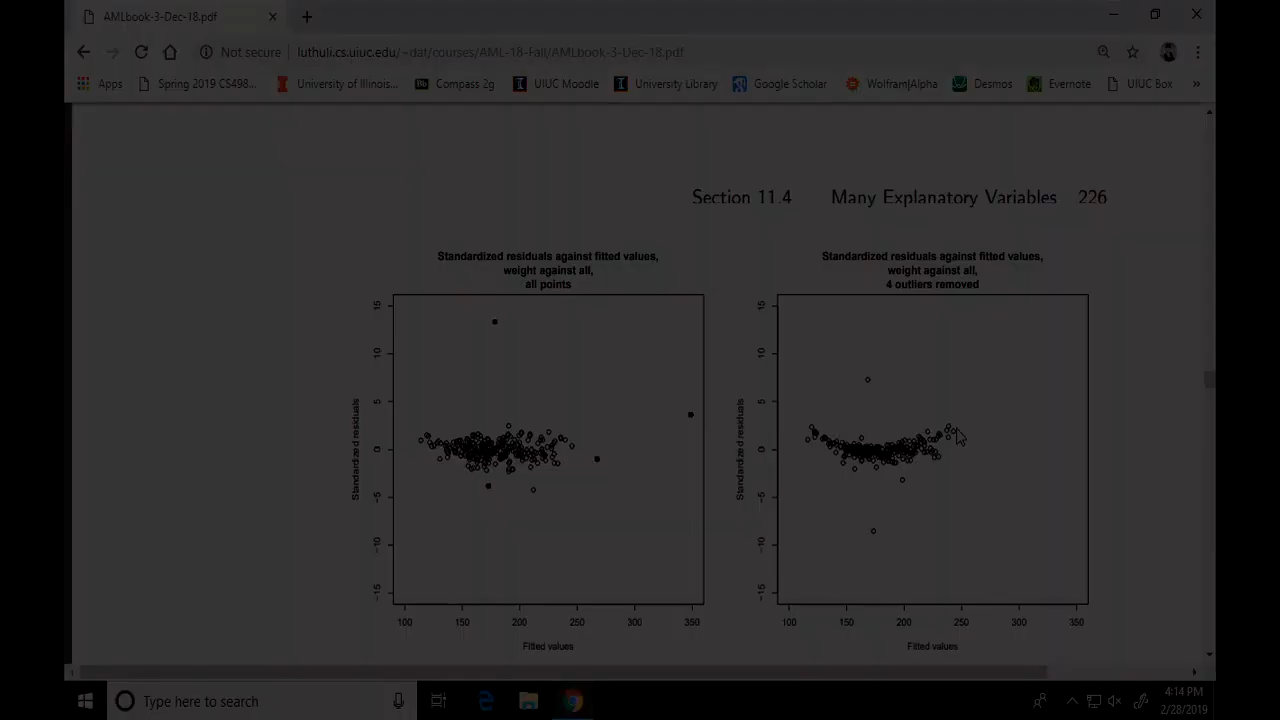 AMLbook-3-Dec-18.pdf
Not secure luthuli.cs.uiuc.edu/~daf/courses/AML-18-Fall/AMLbook-3-Dec-18.pdf
Apps Spring 2019 CS498... University of Illinois... Compass 2g UIUC Moodle University Library Google Scholar Wolfram|Alpha Desmos Evernote UIUC Box »
Section 11.4 Many Explanatory Variables 226
Standardized residuals against fitted values,
weight against all,
all points
Standardized residuals
15
10
5
0
−5
−10
−15
100 150 200 250 300 350
Fitted values
Standardized residuals against fitted values,
weight against all,
4 outliers removed
Standardized residuals
15
10
5
0
−5
−10
−15
100 150 200 250 300 350
Fitted values
Type here to search
4:14 PM
2/28/2019